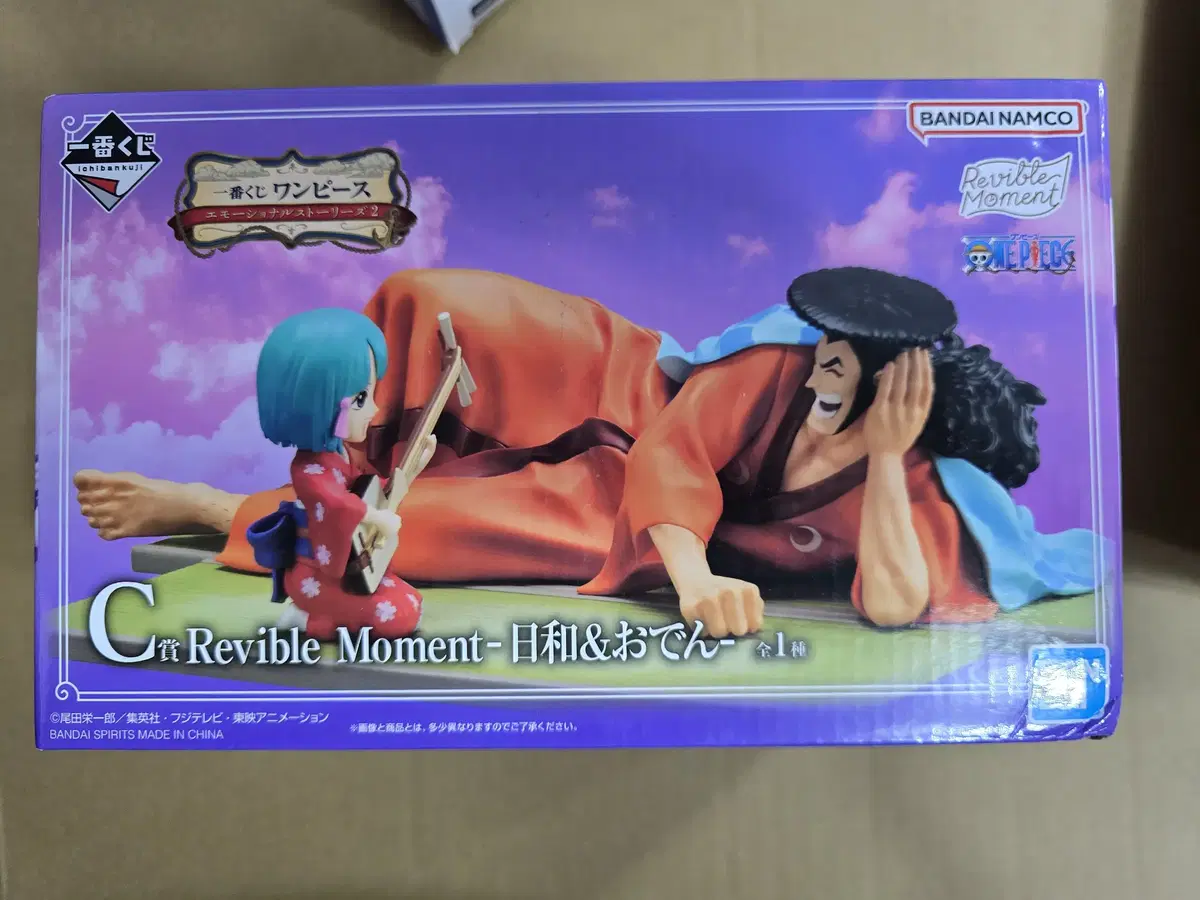 一番くじ
ichibankuji
一番くじ ワンピース
エモーショナルストーリーズ2
BANDAI NAMCO
Revible
Moment
ワンピース
ONE PIECE
C賞 Revible Moment-日和&おでん- 全1種
©尾田栄一郎／集英社・フジテレビ・東映アニメーション
BANDAI SPIRITS MADE IN CHINA
※画像と商品とは、多少異なりますのでご了承ください。